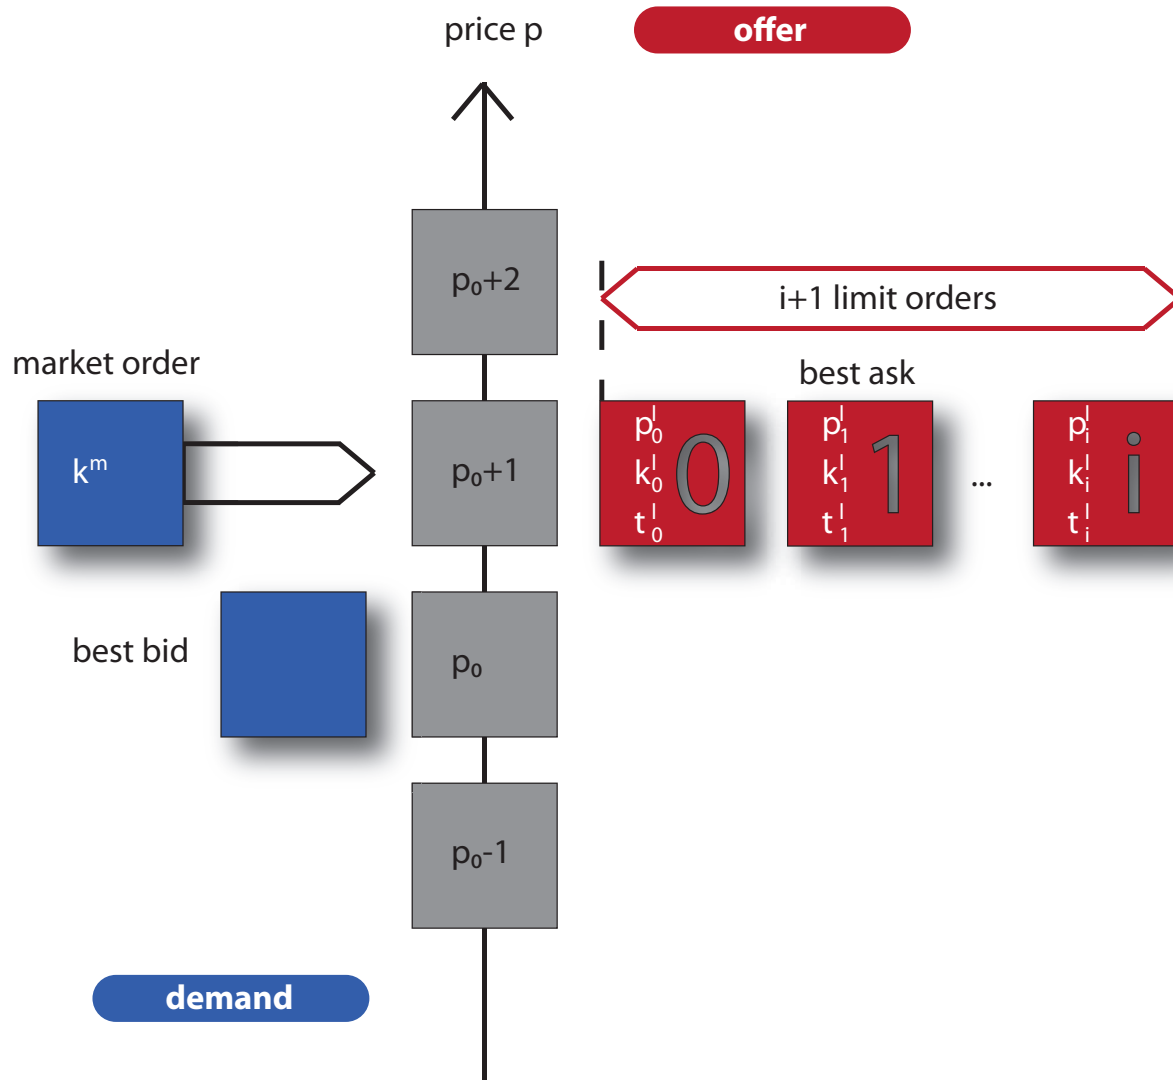 price p
offer
p₀+2
i+1 limit orders
market order
best ask
kᵐ
p₀+1
p₀ˡ
k₀ˡ
t₀ˡ
0
p₁ˡ
k₁ˡ
t₁ˡ
1
...
pᵢˡ
kᵢˡ
tᵢˡ
i
best bid
p₀
p₀-1
demand